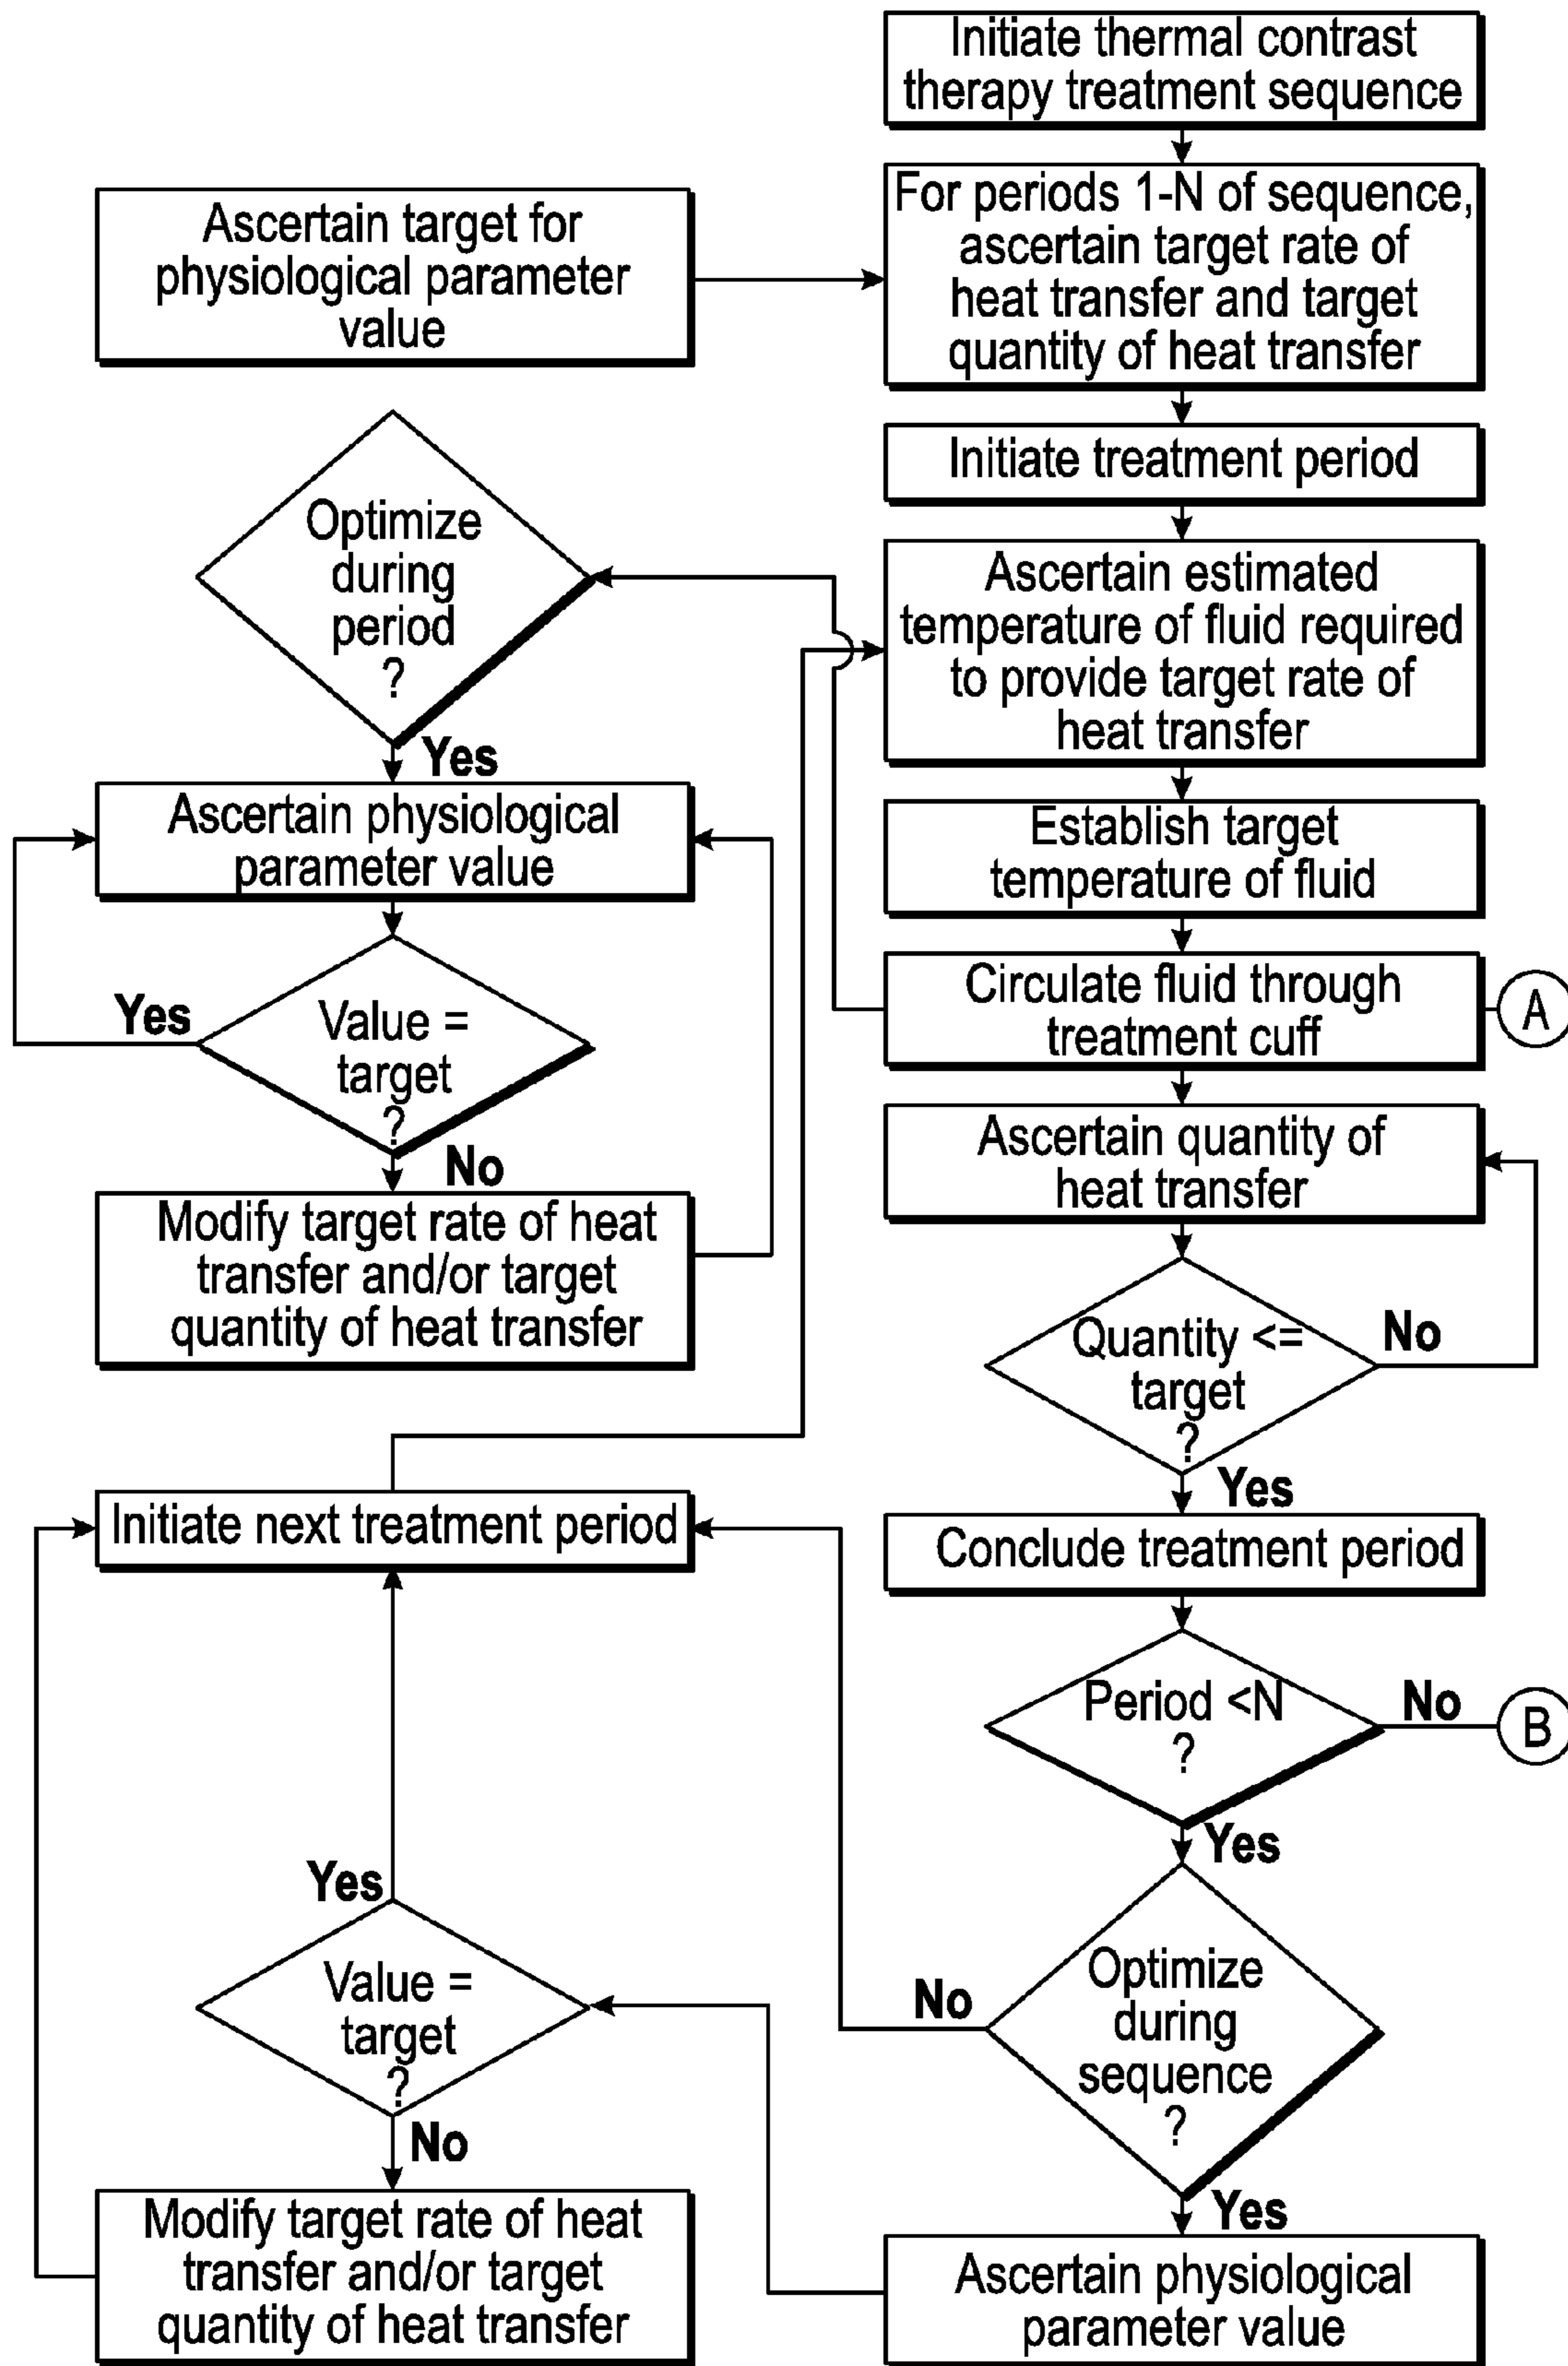 Initiate thermal contrast
therapy treatment sequence
Ascertain target for
physiological parameter
value
For periods 1-N of sequence,
ascertain target rate of
heat transfer and target
quantity of heat transfer
Initiate treatment period
Optimize
during
period
?
Yes
Ascertain estimated
temperature of fluid required
to provide target rate of
heat transfer
Ascertain physiological
parameter value
Establish target
temperature of fluid
Yes
Value =
target
?
No
Circulate fluid through
treatment cuff
A
Ascertain quantity of
heat transfer
Modify target rate of heat
transfer and/or target
quantity of heat transfer
Quantity <=
target
?
No
Yes
Initiate next treatment period
Conclude treatment period
Period <N
?
No
B
Yes
Optimize
during
sequence
?
No
Yes
Yes
Value =
target
?
No
Modify target rate of heat
transfer and/or target
quantity of heat transfer
Ascertain physiological
parameter value